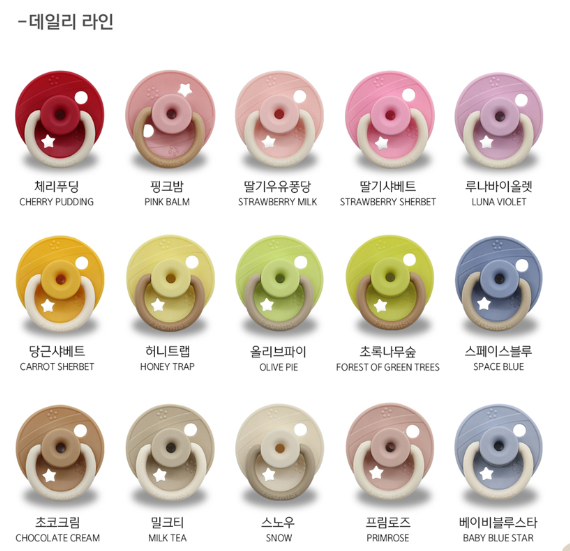 -데일리 라인
체리푸딩 핑크밤 딸기우유퐁당 딸기샤베트 루나바이올렛
CHERRY PUDDING PINK BALM STRAWBERRY MILK STRAWBERRY SHERBET LUNA VIOLET
당근샤베트 허니트랩 올리브파이 초록나무숲 스페이스블루
CARROT SHERBET HONEY TRAP OLIVE PIE FOREST OF GREEN TREES SPACE BLUE
초코크림 밀크티 스노우 프림로즈 베이비블루스타
CHOCOLATE CREAM MILK TEA SNOW PRIMROSE BABY BLUE STAR